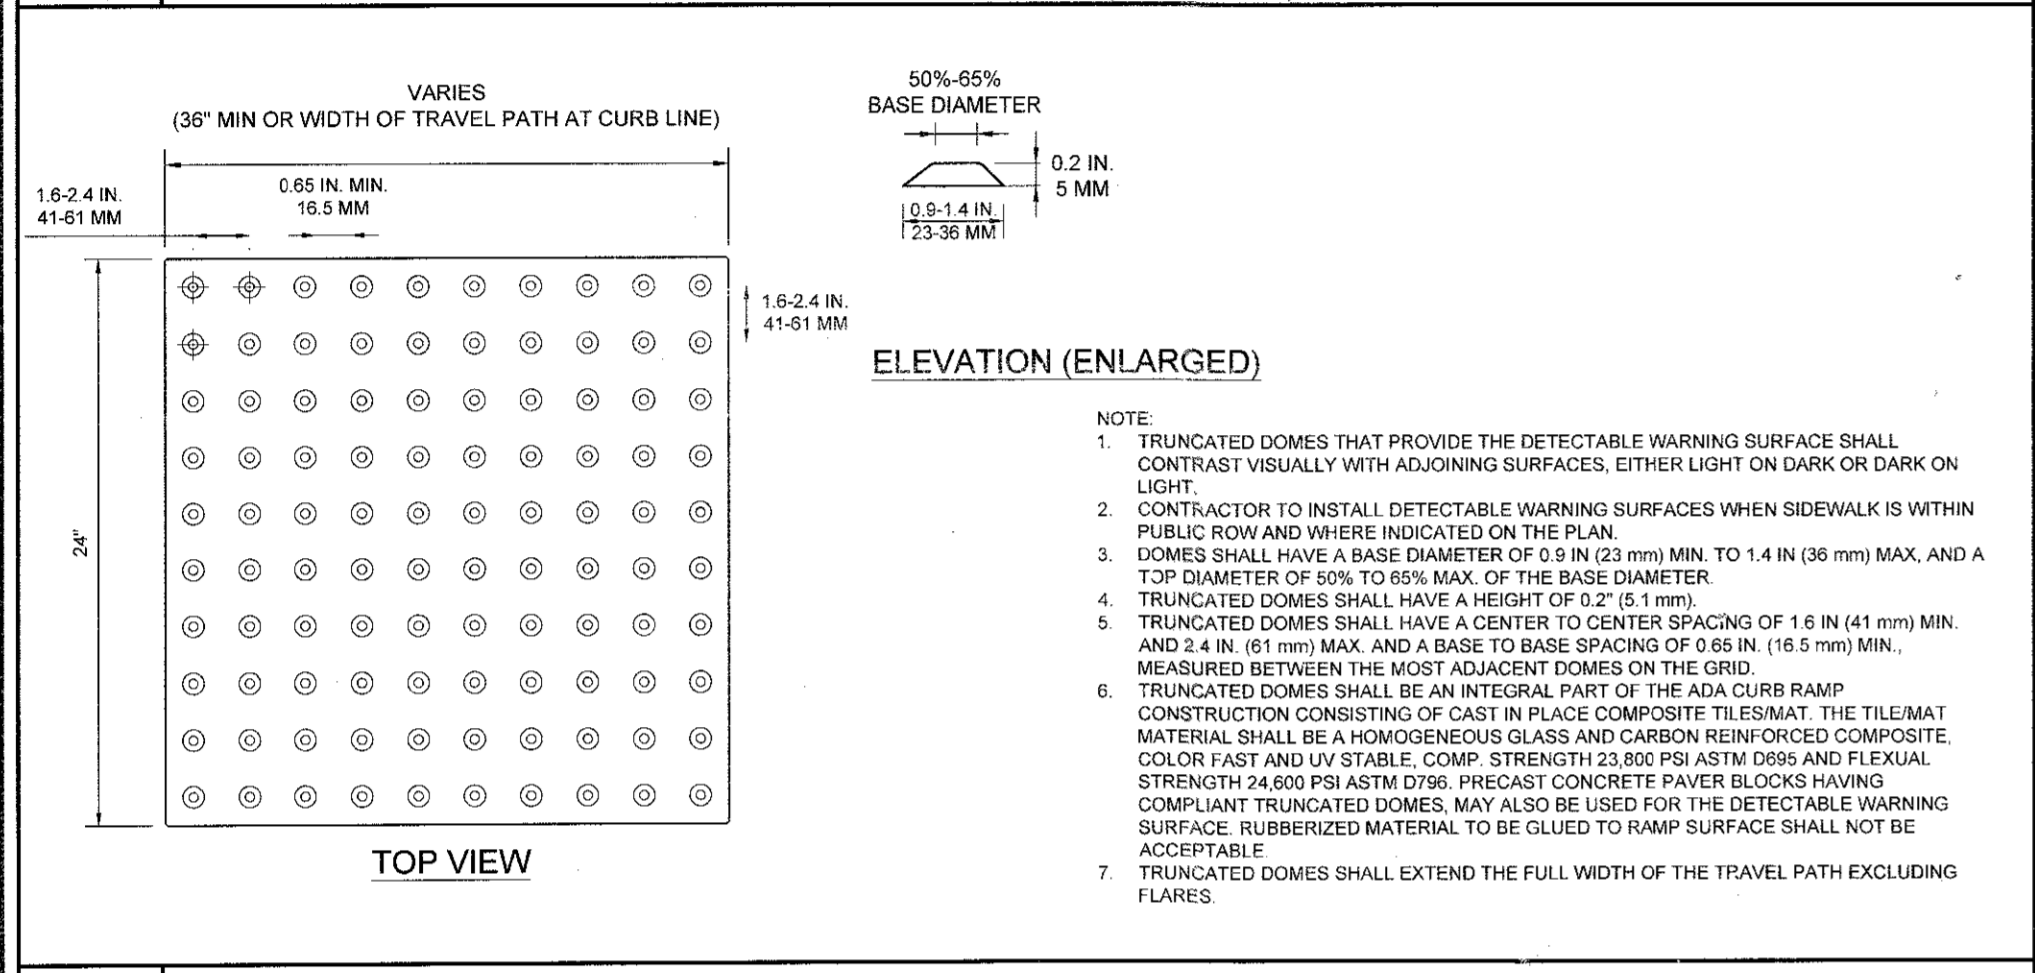 VARIES
(36" MIN OR WIDTH OF TRAVEL PATH AT CURB LINE)
1.6-2.4 IN.
41-61 MM
0.65 IN. MIN.
16.5 MM
24"
1.6-2.4 IN.
41-61 MM
TOP VIEW
50%-65%
BASE DIAMETER
0.2 IN.
5 MM
0.9-1.4 IN.
23-36 MM
ELEVATION (ENLARGED)
NOTE:
1. TRUNCATED DOMES THAT PROVIDE THE DETECTABLE WARNING SURFACE SHALL
CONTRAST VISUALLY WITH ADJOINING SURFACES, EITHER LIGHT ON DARK OR DARK ON
LIGHT.
2. CONTRACTOR TO INSTALL DETECTABLE WARNING SURFACES WHEN SIDEWALK IS WITHIN
PUBLIC ROW AND WHERE INDICATED ON THE PLAN.
3. DOMES SHALL HAVE A BASE DIAMETER OF 0.9 IN (23 mm) MIN. TO 1.4 IN (36 mm) MAX, AND A
TOP DIAMETER OF 50% TO 65% MAX. OF THE BASE DIAMETER.
4. TRUNCATED DOMES SHALL HAVE A HEIGHT OF 0.2" (5.1 mm).
5. TRUNCATED DOMES SHALL HAVE A CENTER TO CENTER SPACING OF 1.6 IN (41 mm) MIN.
AND 2.4 IN. (61 mm) MAX. AND A BASE TO BASE SPACING OF 0.65 IN. (16.5 mm) MIN.,
MEASURED BETWEEN THE MOST ADJACENT DOMES ON THE GRID.
6. TRUNCATED DOMES SHALL BE AN INTEGRAL PART OF THE ADA CURB RAMP
CONSTRUCTION CONSISTING OF CAST IN PLACE COMPOSITE TILES/MAT. THE TILE/MAT
MATERIAL SHALL BE A HOMOGENEOUS GLASS AND CARBON REINFORCED COMPOSITE,
COLOR FAST AND UV STABLE, COMP. STRENGTH 23,800 PSI ASTM D695 AND FLEXUAL
STRENGTH 24,600 PSI ASTM D796. PRECAST CONCRETE PAVER BLOCKS HAVING
COMPLIANT TRUNCATED DOMES, MAY ALSO BE USED FOR THE DETECTABLE WARNING
SURFACE. RUBBERIZED MATERIAL TO BE GLUED TO RAMP SURFACE SHALL NOT BE
ACCEPTABLE.
7. TRUNCATED DOMES SHALL EXTEND THE FULL WIDTH OF THE TRAVEL PATH EXCLUDING
FLARES.